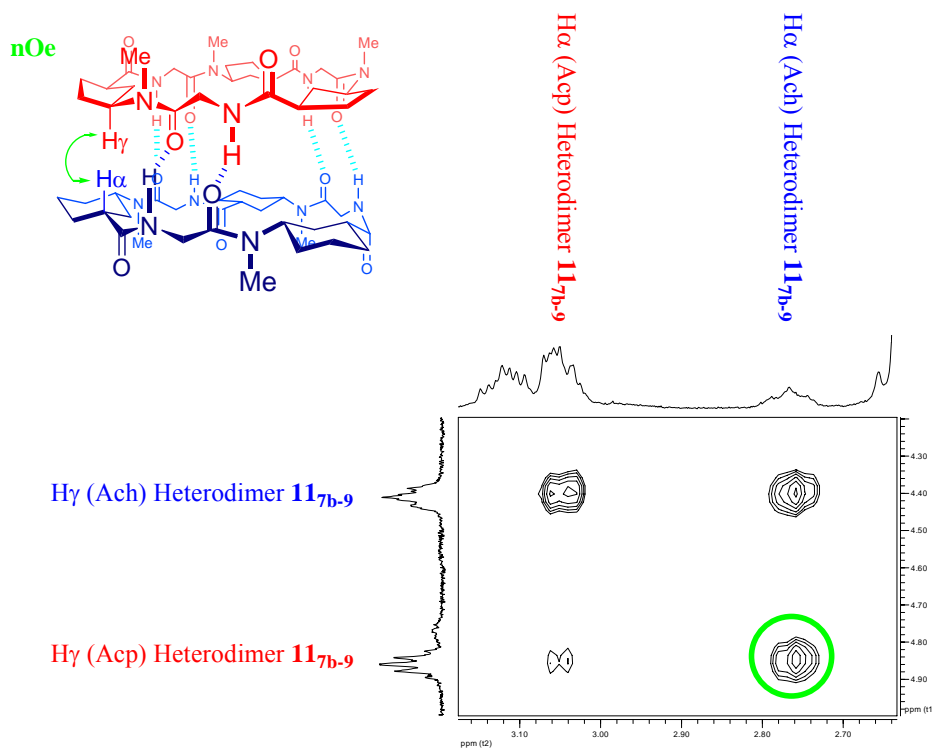 nOe
Hα (Acp) Heterodimer 11₇b-9
Hα (Ach) Heterodimer 11₇b-9
O
Me
N
O
N
Me
O
N
O
N
Me
N
O
N
H
O
H
O
H
O
Hγ
H
Hα
H
O
H
O
O
H
N
N
N
N
N
Me
O
O
N
Me
O
O
N
Me
Hγ (Ach) Heterodimer 11₇b-9
Hγ (Acp) Heterodimer 11₇b-9
4.30
4.40
4.50
4.60
4.70
4.80
4.90
ppm (t1
3.10
3.00
2.90
2.80
2.70
ppm (t2)